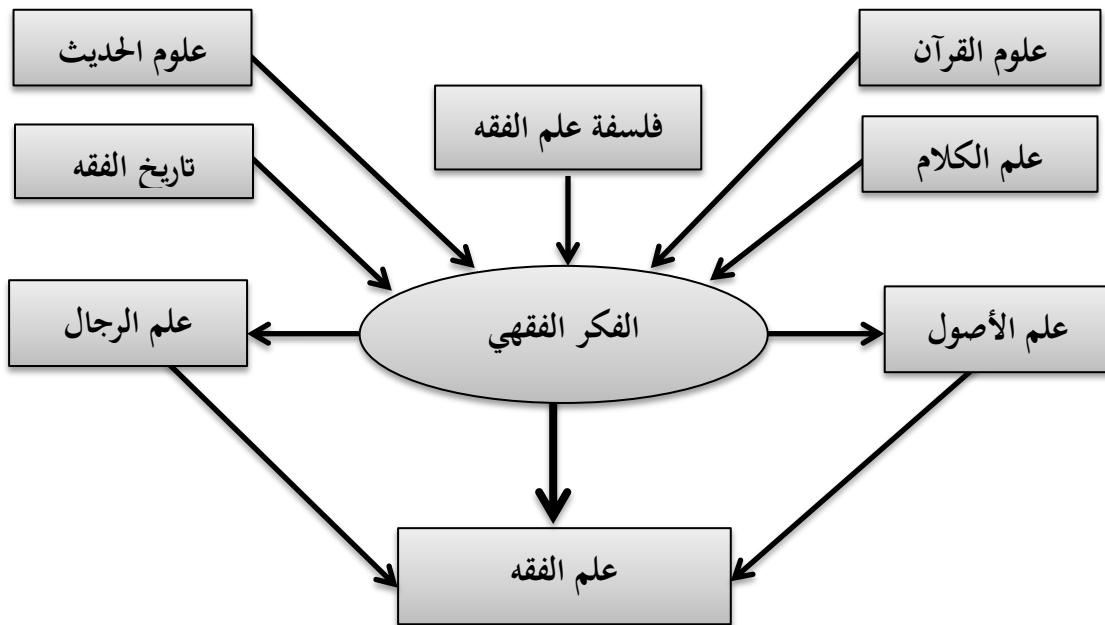 علوم القرآن
علوم الحديث
فلسفة علم الفقه
علم الكلام
تاريخ الفقه
علم الأصول
الفكر الفقهي
علم الرجال
علم الفقه